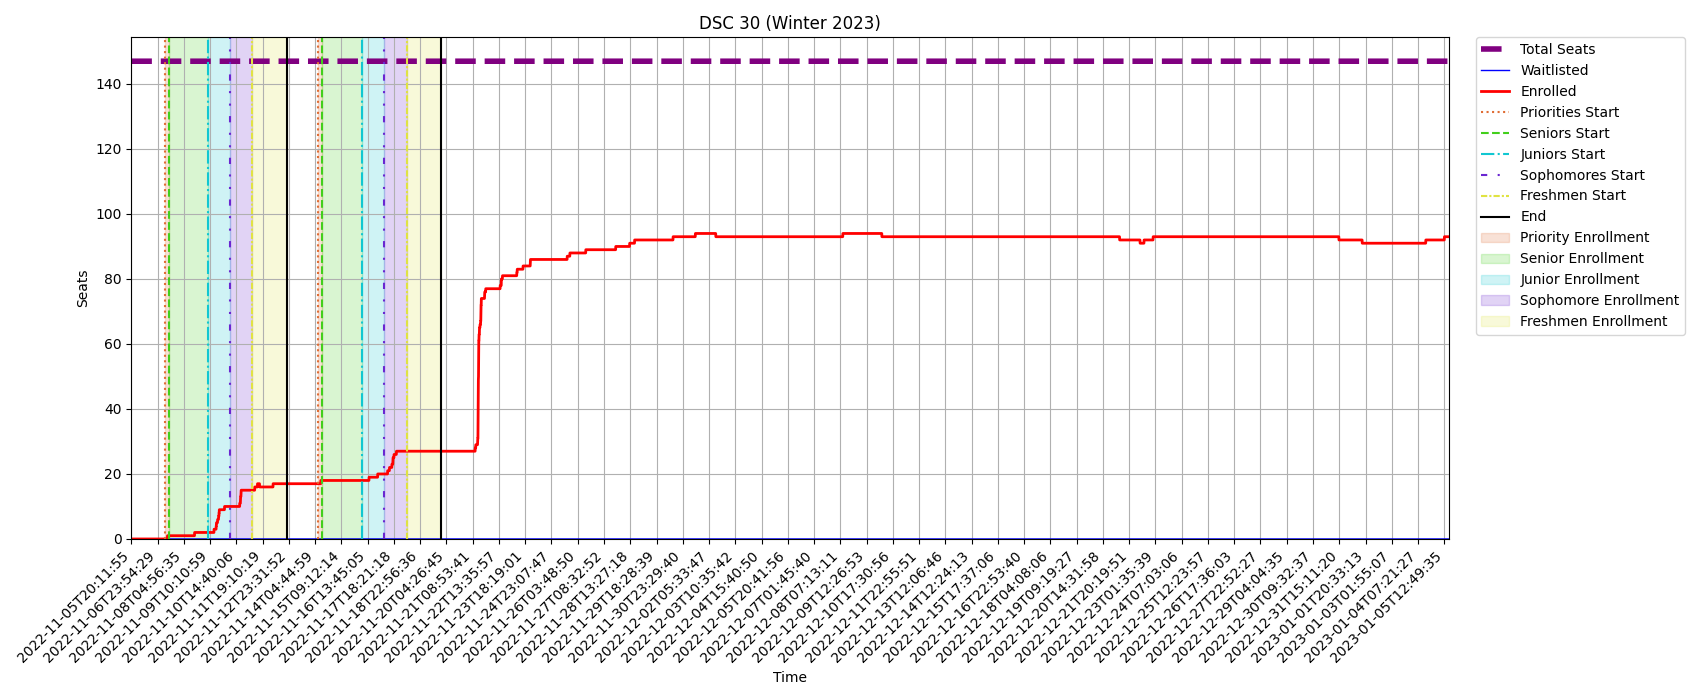 DSC 30 (Winter 2023)
Seats
140
120
100
80
60
40
20
0
2022-11-05T20:11:55
2022-11-06T23:54:29
2022-11-08T04:56:35
2022-11-09T10:10:59
2022-11-10T14:40:06
2022-11-11T19:10:19
2022-11-12T23:31:52
2022-11-14T04:44:59
2022-11-15T09:12:14
2022-11-16T13:45:05
2022-11-17T18:21:18
2022-11-18T22:56:36
2022-11-20T04:26:45
2022-11-21T08:53:41
2022-11-22T13:35:57
2022-11-23T18:19:01
2022-11-24T23:07:47
2022-11-26T03:48:50
2022-11-27T08:32:52
2022-11-28T13:27:18
2022-11-29T18:28:39
2022-11-30T23:29:40
2022-12-02T05:33:47
2022-12-03T10:35:42
2022-12-04T15:40:50
2022-12-05T20:41:56
2022-12-07T01:45:40
2022-12-08T07:13:11
2022-12-09T12:26:53
2022-12-10T17:30:56
2022-12-11T22:55:51
2022-12-13T12:06:46
2022-12-14T12:24:13
2022-12-15T17:37:06
2022-12-16T22:53:40
2022-12-18T04:08:06
2022-12-19T09:19:27
2022-12-20T14:31:58
2022-12-21T20:19:51
2022-12-23T01:35:39
2022-12-24T07:03:06
2022-12-25T12:23:57
2022-12-26T17:36:03
2022-12-27T22:52:27
2022-12-29T04:04:35
2022-12-30T09:32:37
2022-12-31T15:11:20
2023-01-01T20:33:13
2023-01-03T01:55:07
2023-01-04T07:21:27
2023-01-05T12:49:35
Time
Total Seats
Waitlisted
Enrolled
Priorities Start
Seniors Start
Juniors Start
Sophomores Start
Freshmen Start
End
Priority Enrollment
Senior Enrollment
Junior Enrollment
Sophomore Enrollment
Freshmen Enrollment